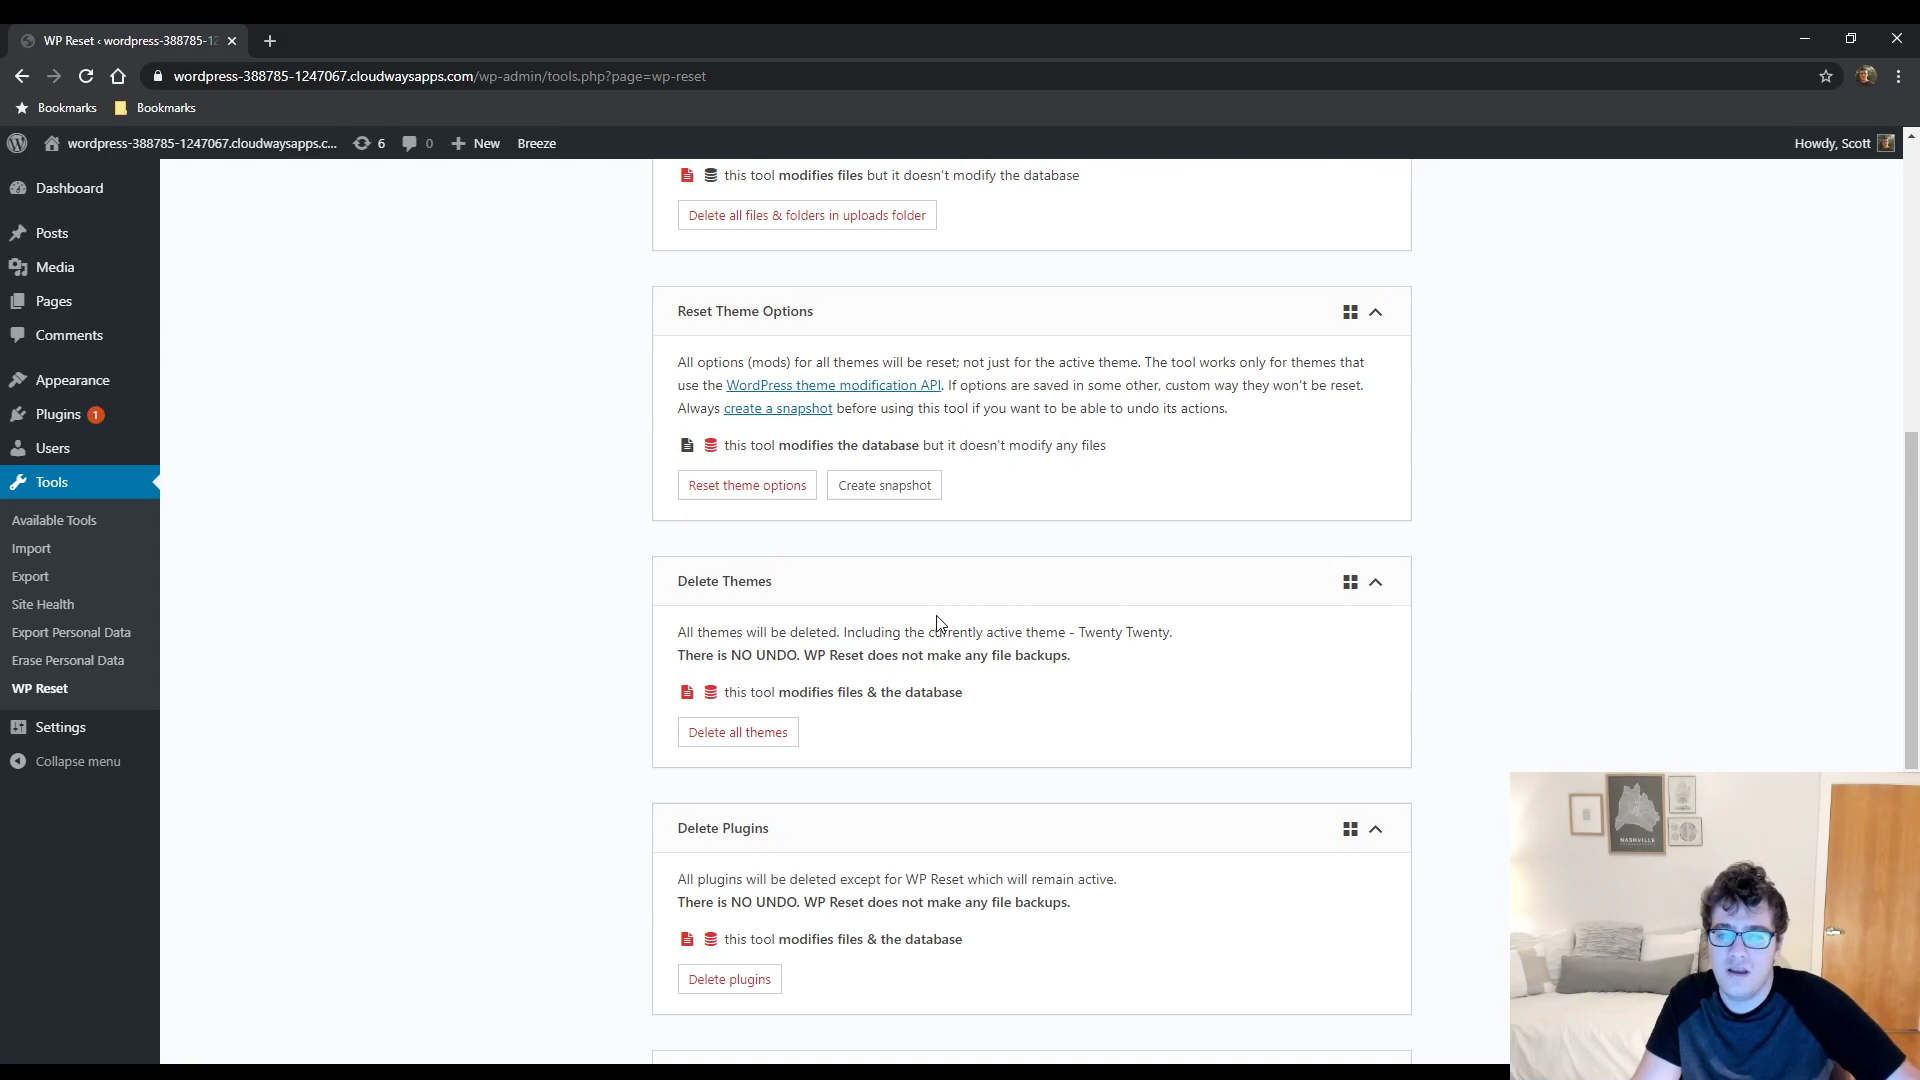 WP Reset ‹ wordpress-388785-12
wordpress-388785-1247067.cloudwaysapps.com/wp-admin/tools.php?page=wp-reset
Bookmarks
Bookmarks
wordpress-388785-1247067.cloudwaysapps.c...
6
0
New
Breeze
Howdy, Scott
Dashboard
Posts
Media
Pages
Comments
Appearance
Plugins 1
Users
Tools
Available Tools
Import
Export
Site Health
Export Personal Data
Erase Personal Data
WP Reset
Settings
Collapse menu
this tool modifies files but it doesn't modify the database
Delete all files & folders in uploads folder
Reset Theme Options
All options (mods) for all themes will be reset; not just for the active theme. The tool works only for themes that
use the WordPress theme modification API. If options are saved in some other, custom way they won't be reset.
Always create a snapshot before using this tool if you want to be able to undo its actions.
this tool modifies the database but it doesn't modify any files
Reset theme options
Create snapshot
Delete Themes
All themes will be deleted. Including the currently active theme - Twenty Twenty.
There is NO UNDO. WP Reset does not make any file backups.
this tool modifies files & the database
Delete all themes
Delete Plugins
All plugins will be deleted except for WP Reset which will remain active.
There is NO UNDO. WP Reset does not make any file backups.
this tool modifies files & the database
Delete plugins
NASHVILLE